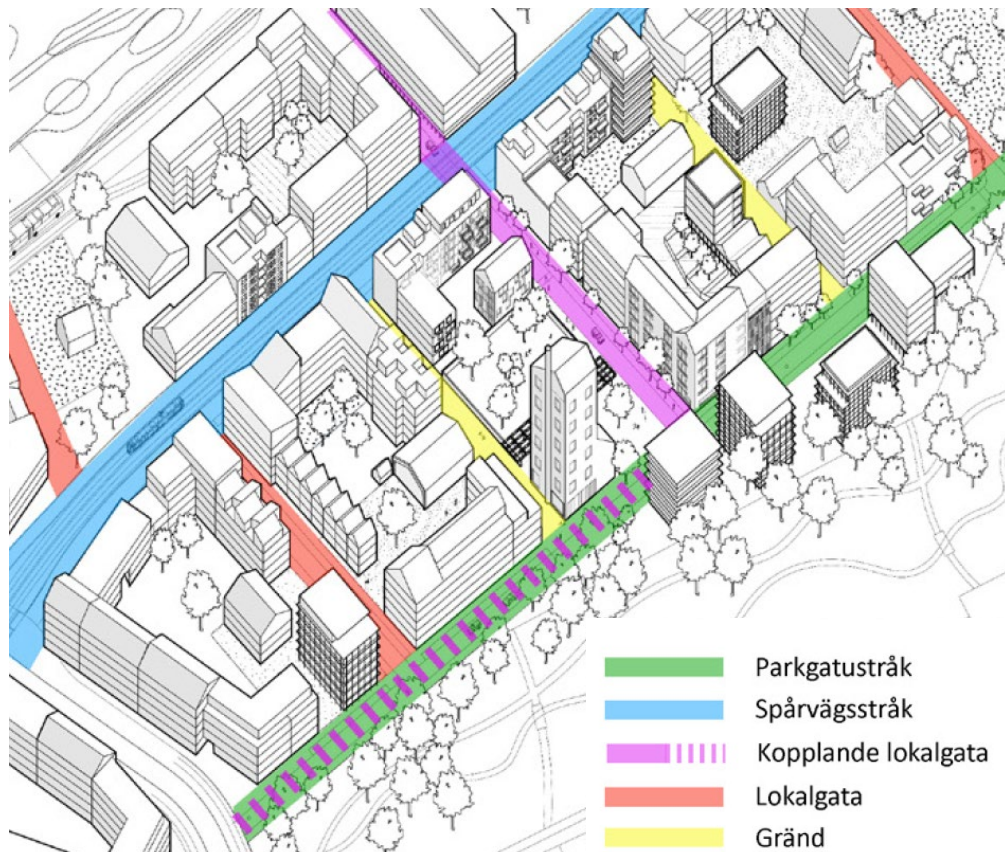 Parkgatustråk
Spårvägsstråk
Kopplande lokalgata
Lokalgata
Gränd